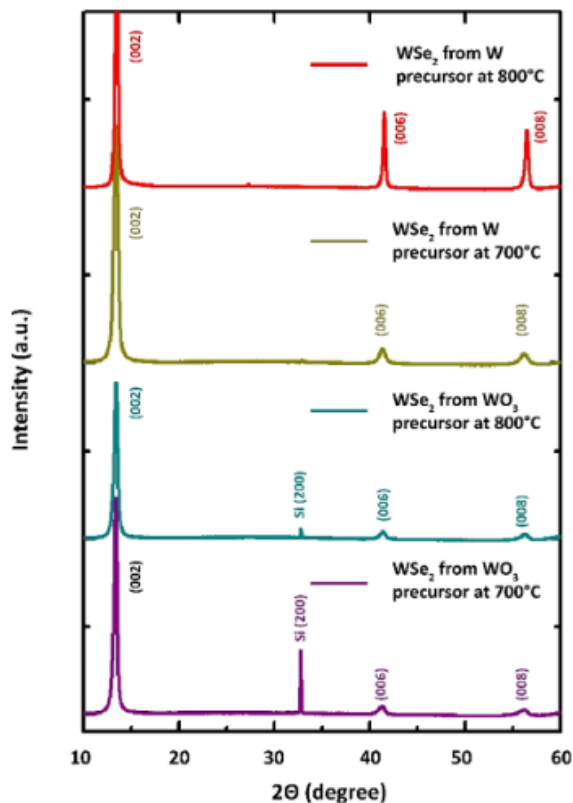 (002)
WSe2 from W
precursor at 800°C
(006)
(008)
(002)
WSe2 from W
precursor at 700°C
(006)
(008)
(002)
WSe2 from WO3
precursor at 800°C
Si (200)
(006)
(008)
(002)
WSe2 from WO3
precursor at 700°C
Si (200)
(006)
(008)
Intensity (a.u.)
10 20 30 40 50 60
2Θ (degree)